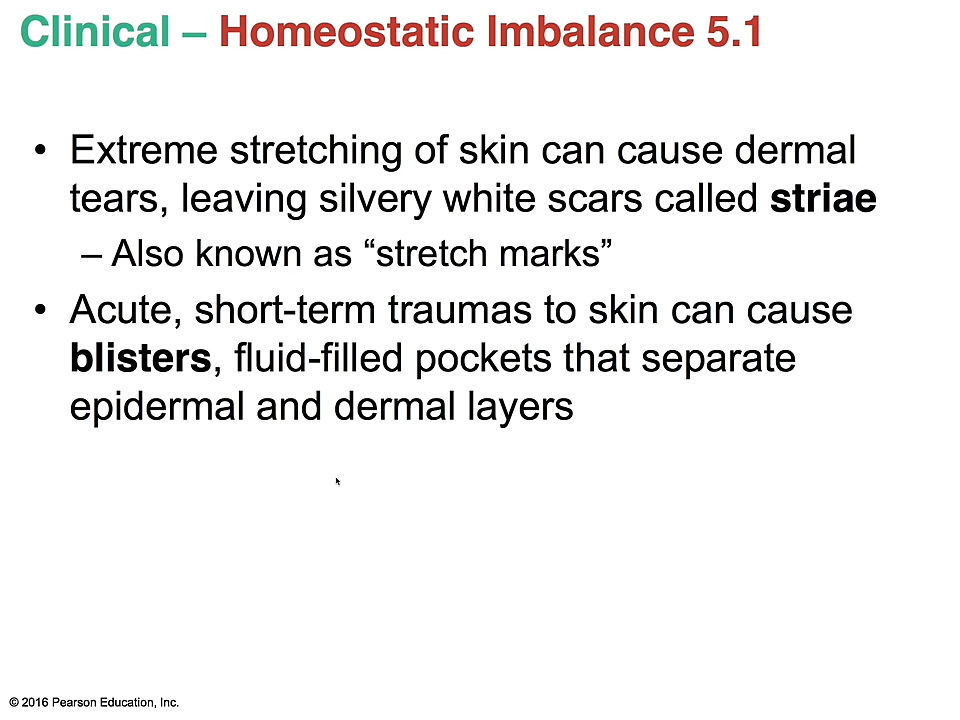 Clinical – Homeostatic Imbalance 5.1
• Extreme stretching of skin can cause dermal
tears, leaving silvery white scars called striae
– Also known as “stretch marks”
• Acute, short-term traumas to skin can cause
blisters, fluid-filled pockets that separate
epidermal and dermal layers
© 2016 Pearson Education, Inc.